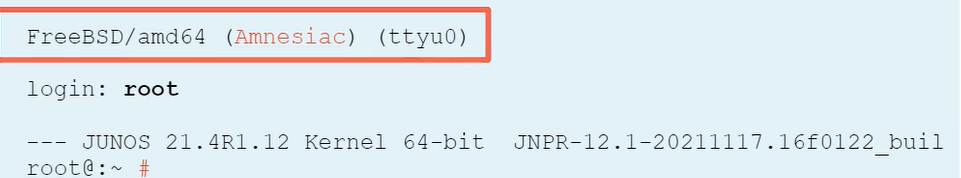 FreeBSD/amd64 (Amnesiac) (ttyu0)
login: root
--- JUNOS 21.4R1.12 Kernel 64-bit  JNPR-12.1-20211117.16f0122_buil
root@:~ #